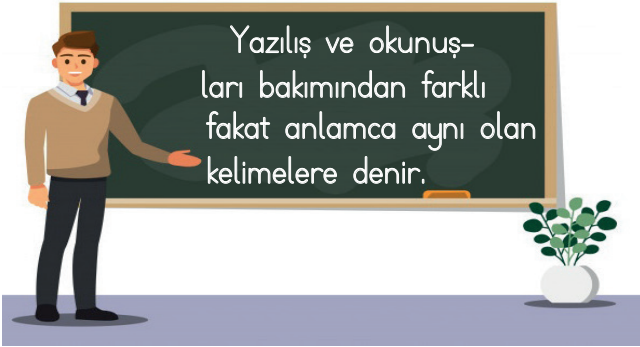 Yazılış ve okunuş-
ları bakımından farklı
fakat anlamca aynı olan
kelimelere denir.